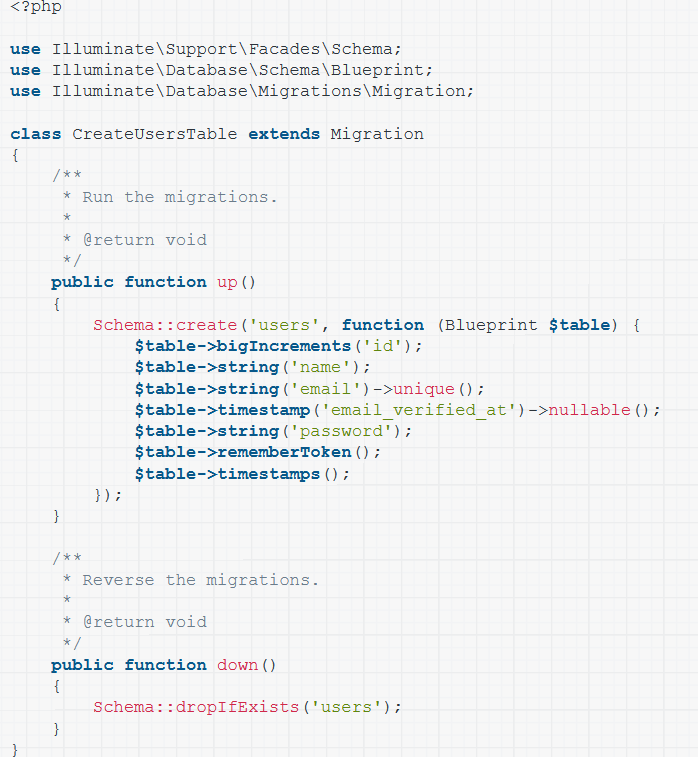 <?php
use Illuminate\Support\Facades\Schema;
use Illuminate\Database\Schema\Blueprint;
use Illuminate\Database\Migrations\Migration;
class CreateUsersTable extends Migration
{
    /**
     * Run the migrations.
     *
     * @return void
     */
    public function up()
    {
        Schema::create('users', function (Blueprint $table) {
            $table->bigIncrements('id');
            $table->string('name');
            $table->string('email')->unique();
            $table->timestamp('email_verified_at')->nullable();
            $table->string('password');
            $table->rememberToken();
            $table->timestamps();
        });
    }
    /**
     * Reverse the migrations.
     *
     * @return void
     */
    public function down()
    {
        Schema::dropIfExists('users');
    }
}